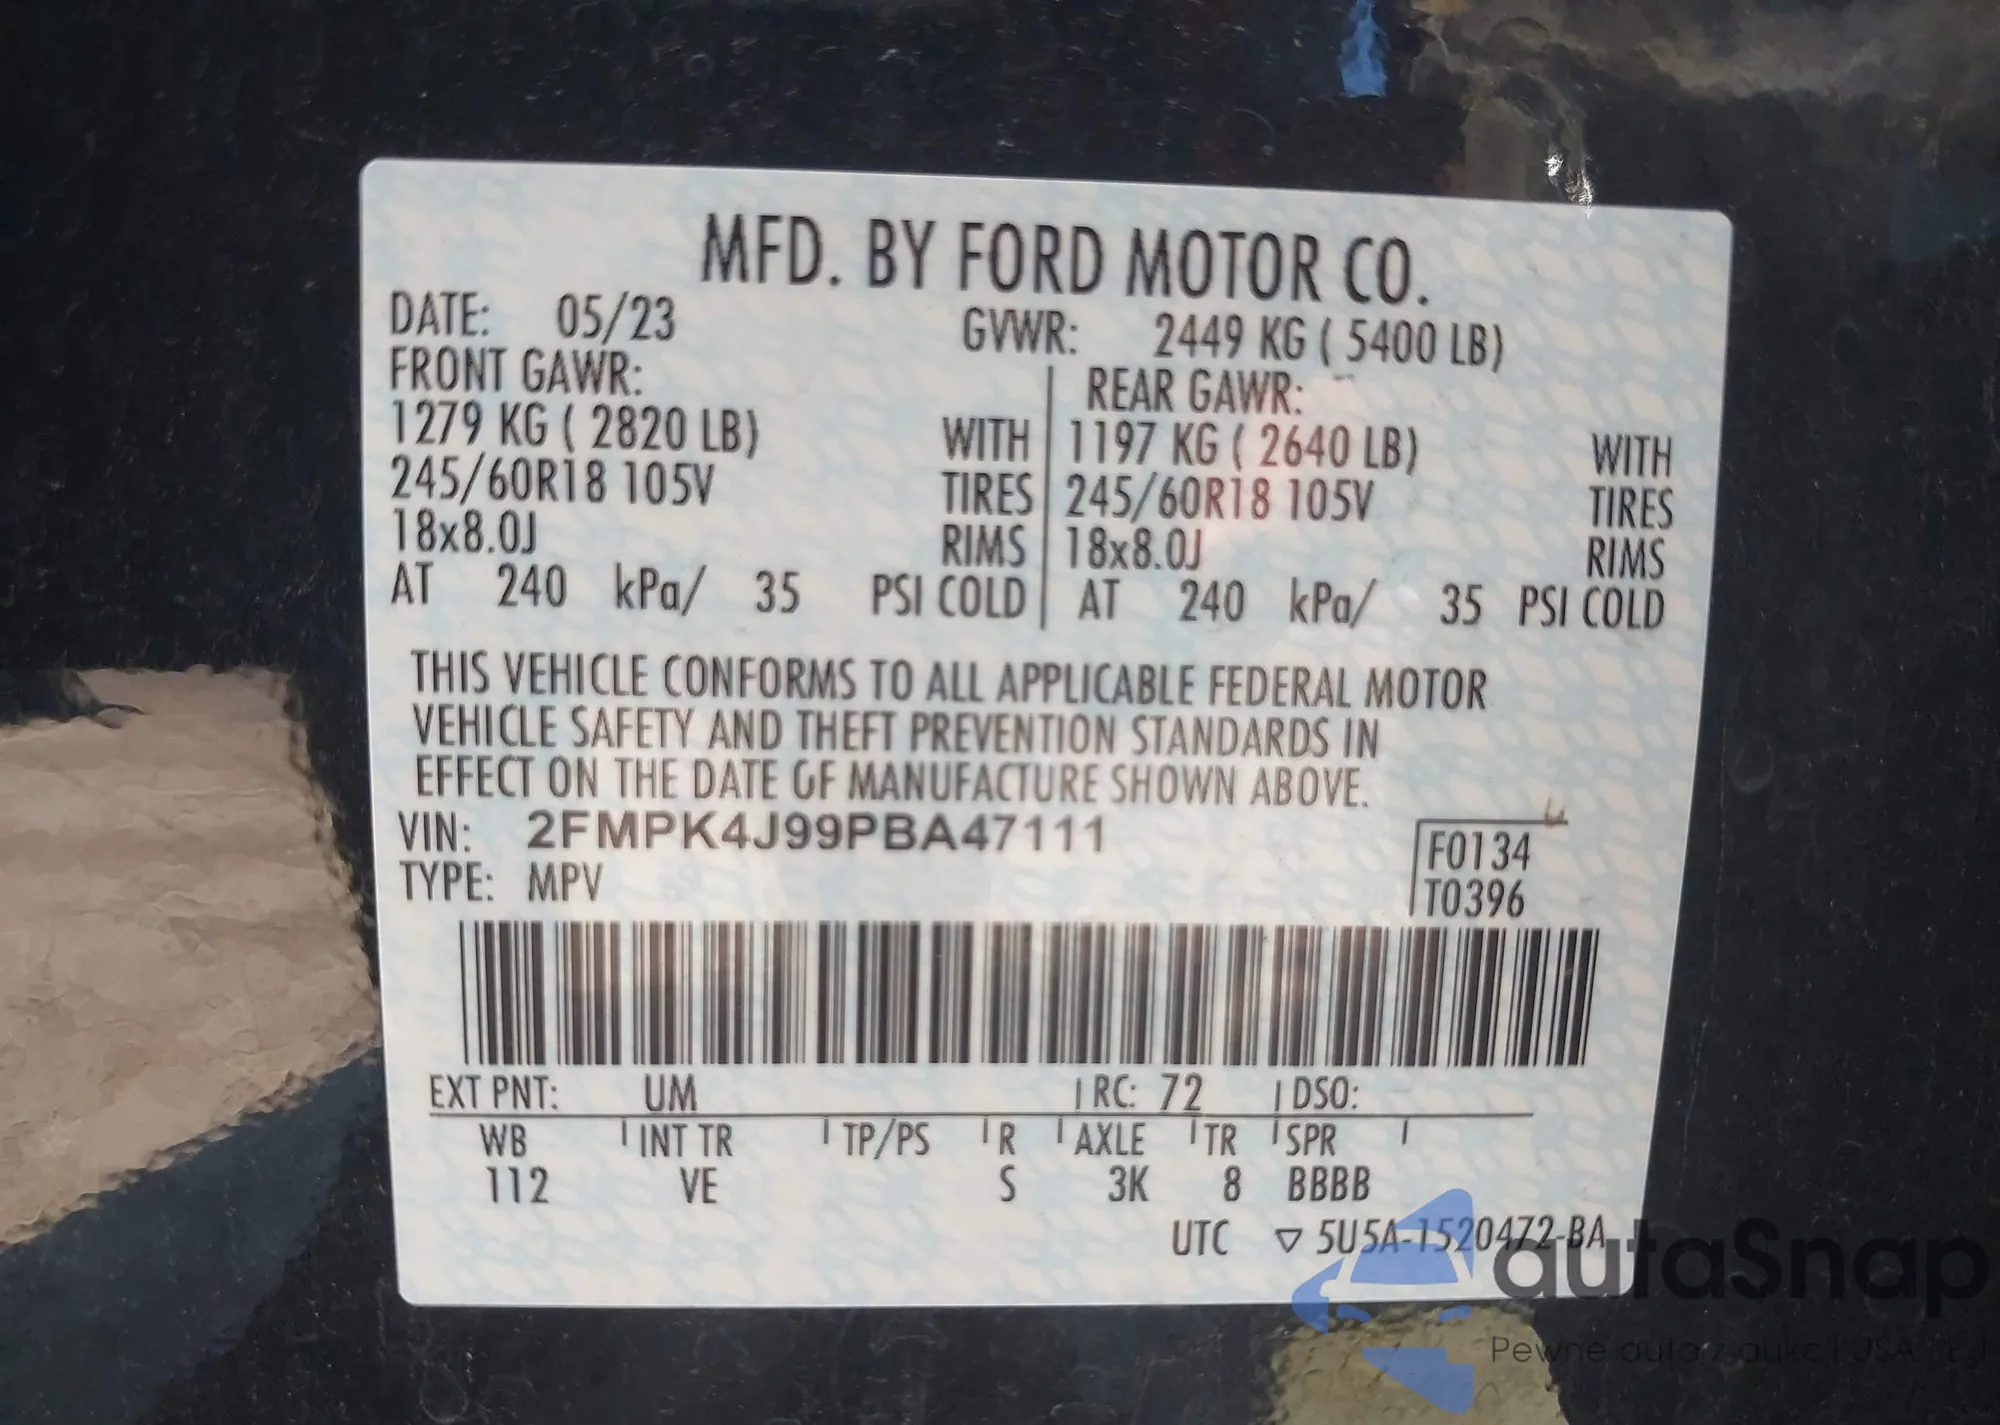 MFD. BY FORD MOTOR CO.
DATE: 05/23 GVWR: 2449 KG ( 5400 LB)
FRONT GAWR: REAR GAWR:
1279 KG ( 2820 LB) WITH 1197 KG ( 2640 LB) WITH
245/60R18 105V TIRES 245/60R18 105V TIRES
18x8.0J RIMS 18x8.0J RIMS
AT 240 kPa/ 35 PSI COLD AT 240 kPa/ 35 PSI COLD
THIS VEHICLE CONFORMS TO ALL APPLICABLE FEDERAL MOTOR
VEHICLE SAFETY AND THEFT PREVENTION STANDARDS IN
EFFECT ON THE DATE OF MANUFACTURE SHOWN ABOVE.
VIN: 2FMPK4J99PBA47111
TYPE: MPV
F0134
T0396
EXT PNT: UM RC: 72 DSO:
WB INT TR TP/PS R AXLE TR SPR
112 VE S 3K 8 BBBB
UTC ▽ 5U5A-1520472-BA
autaSnap
Pewne auta z aukcji USA